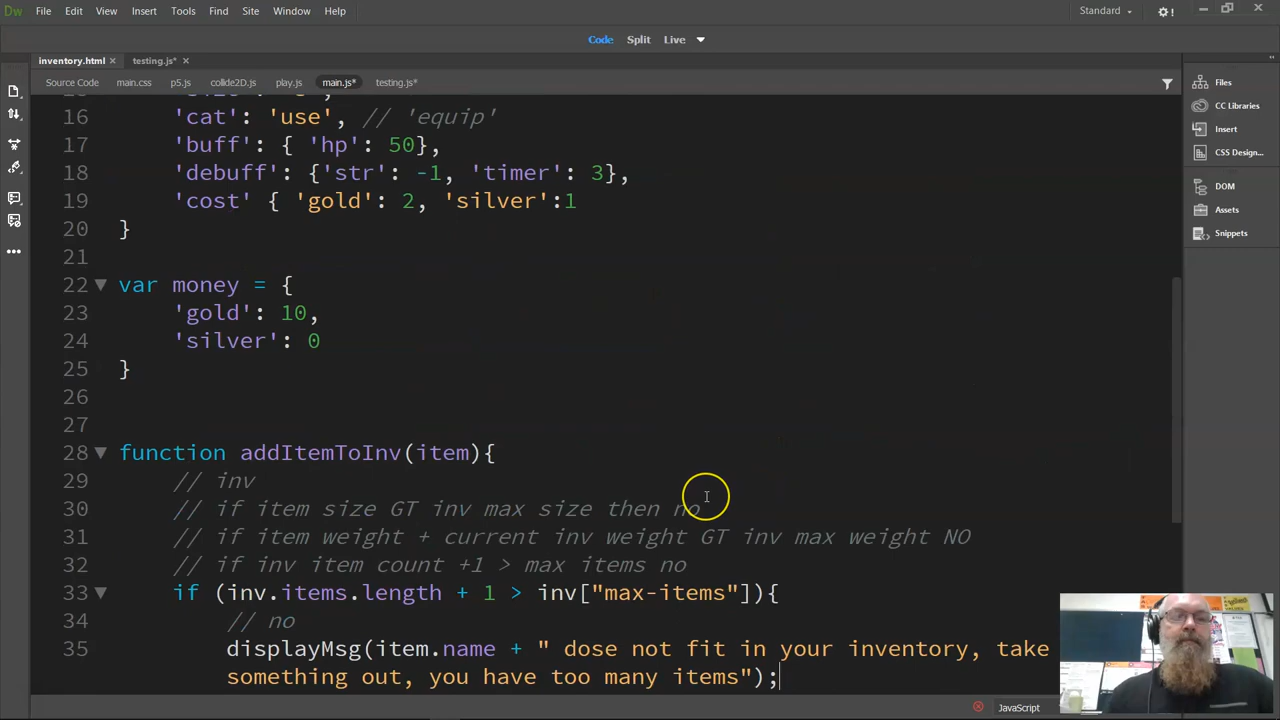 Dw File Edit View Insert Tools Find Site Window Help Standard
Code Split Live
inventory.html testing.js*
Source Code main.css p5.js collide2D.js play.js main.js* testing.js*
16 'cat': 'use', // 'equip'
17 'buff': { 'hp': 50},
18 'debuff': {'str': -1, 'timer': 3},
19 'cost' { 'gold': 2, 'silver':1
20 }
21
22 var money = {
23 'gold': 10,
24 'silver': 0
25 }
26
27
28 function addItemToInv(item){
29 // inv
30 // if item size GT inv max size then no
31 // if item weight + current inv weight GT inv max weight NO
32 // if inv item count +1 > max items no
33 if (inv.items.length + 1 > inv["max-items"]){
34 // no
35 displayMsg(item.name + " dose not fit in your inventory, take
something out, you have too many items");
Files
CC Libraries
Insert
CSS Design...
DOM
Assets
Snippets
JavaScript